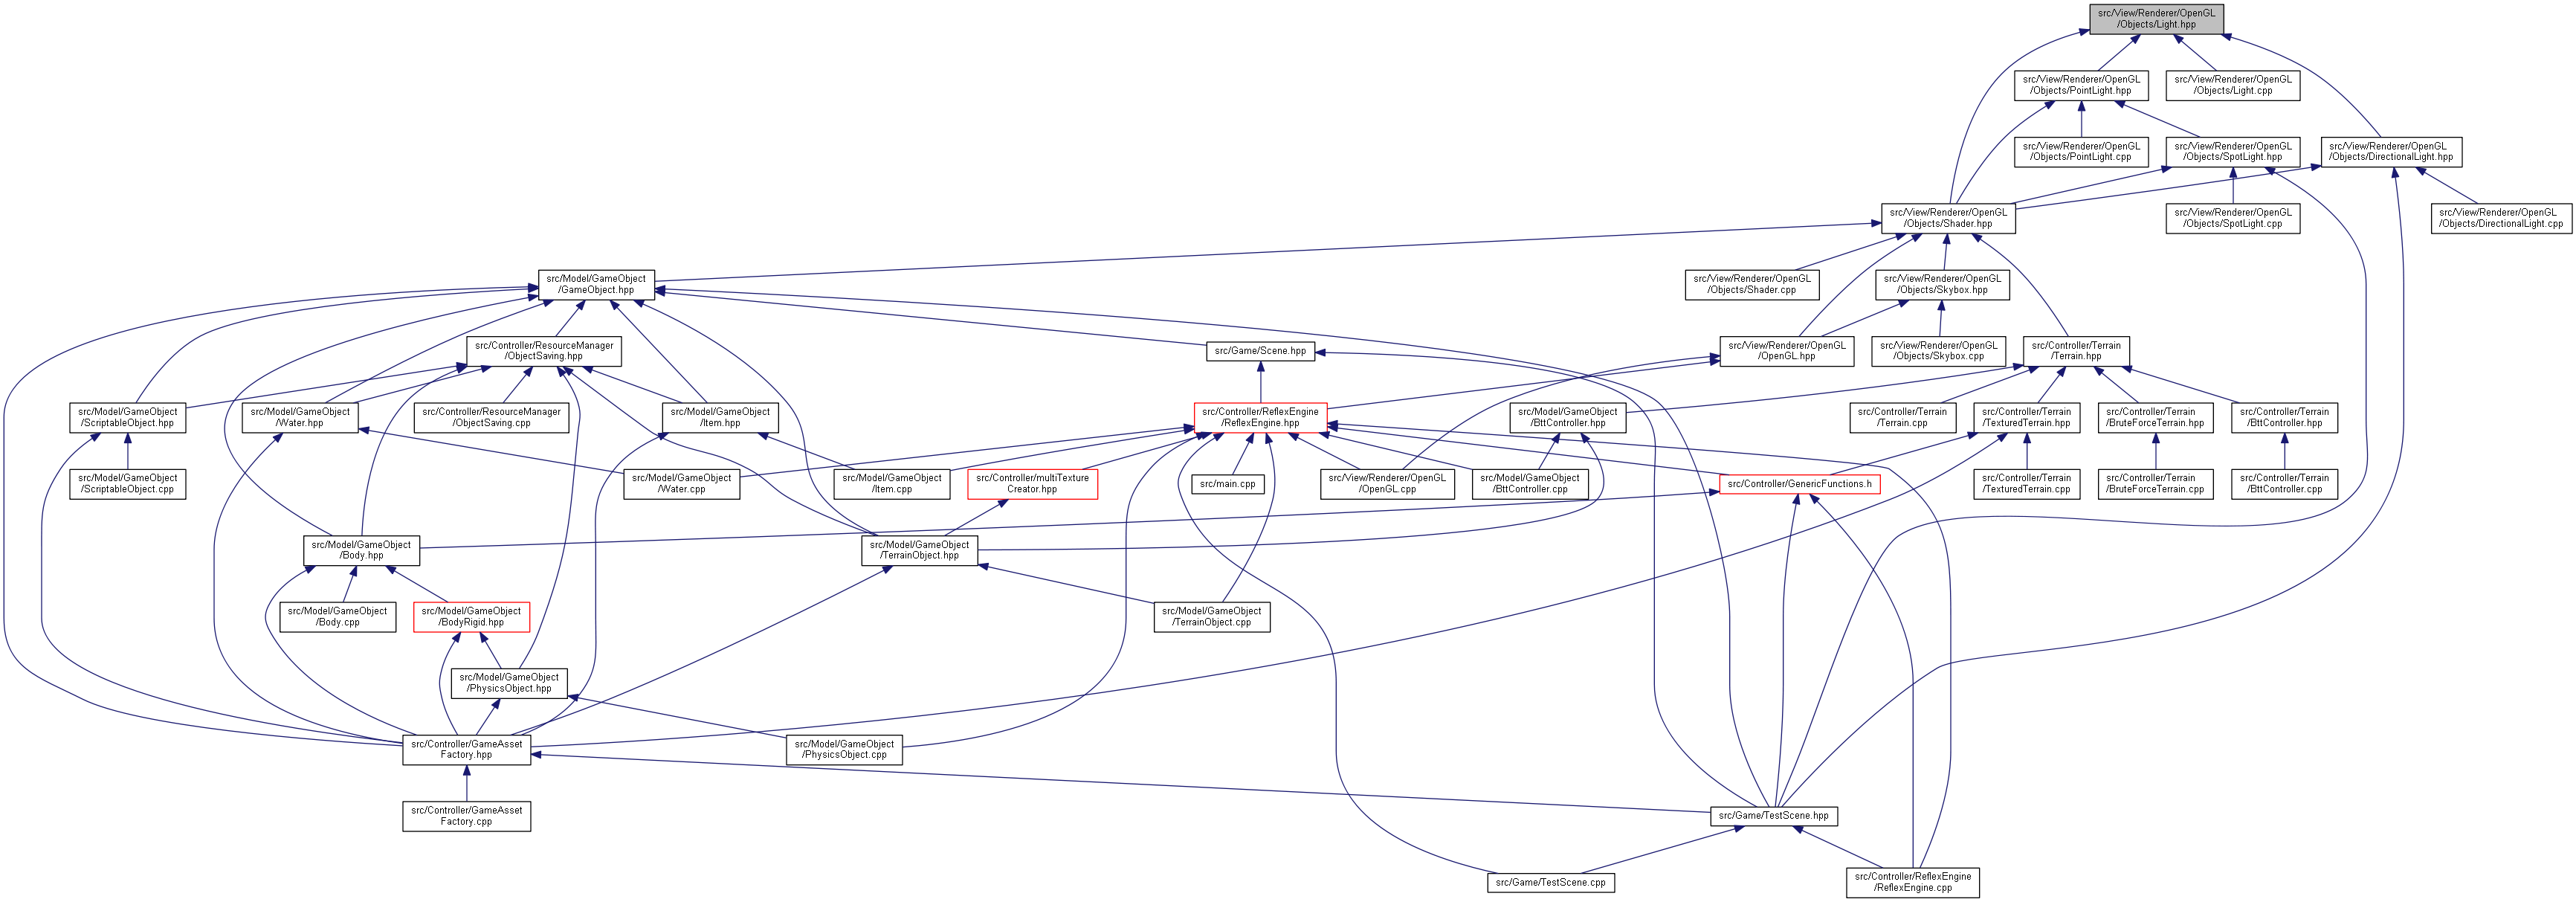 src/View/Renderer/OpenGL
/Objects/Light.hpp
src/View/Renderer/OpenGL
/Objects/PointLight.hpp
src/View/Renderer/OpenGL
/Objects/Light.cpp
src/View/Renderer/OpenGL
/Objects/PointLight.cpp
src/View/Renderer/OpenGL
/Objects/SpotLight.hpp
src/View/Renderer/OpenGL
/Objects/DirectionalLight.hpp
src/View/Renderer/OpenGL
/Objects/Shader.hpp
src/View/Renderer/OpenGL
/Objects/SpotLight.cpp
src/View/Renderer/OpenGL
/Objects/DirectionalLight.cpp
src/Model/GameObject
/GameObject.hpp
src/View/Renderer/OpenGL
/Objects/Shader.cpp
src/View/Renderer/OpenGL
/Objects/Skybox.hpp
src/Controller/ResourceManager
/ObjectSaving.hpp
src/Game/Scene.hpp
src/View/Renderer/OpenGL
/OpenGL.hpp
src/View/Renderer/OpenGL
/Objects/Skybox.cpp
src/Controller/Terrain
/Terrain.hpp
src/Model/GameObject
/ScriptableObject.hpp
src/Model/GameObject
/Water.hpp
src/Controller/ResourceManager
/ObjectSaving.cpp
src/Model/GameObject
/Item.hpp
src/Controller/ReflexEngine
/ReflexEngine.hpp
src/Model/GameObject
/BttController.hpp
src/Controller/Terrain
/Terrain.cpp
src/Controller/Terrain
/TexturedTerrain.hpp
src/Controller/Terrain
/BruteForceTerrain.hpp
src/Controller/Terrain
/BttController.hpp
src/Model/GameObject
/ScriptableObject.cpp
src/Model/GameObject
/Water.cpp
src/Model/GameObject
/Item.cpp
src/Controller/multiTexture
Creator.hpp
src/main.cpp
src/View/Renderer/OpenGL
/OpenGL.cpp
src/Model/GameObject
/BttController.cpp
src/Controller/GenericFunctions.h
src/Controller/Terrain
/TexturedTerrain.cpp
src/Controller/Terrain
/BruteForceTerrain.cpp
src/Controller/Terrain
/BttController.cpp
src/Model/GameObject
/Body.hpp
src/Model/GameObject
/TerrainObject.hpp
src/Model/GameObject
/Body.cpp
src/Model/GameObject
/BodyRigid.hpp
src/Model/GameObject
/TerrainObject.cpp
src/Model/GameObject
/PhysicsObject.hpp
src/Controller/GameAsset
Factory.hpp
src/Model/GameObject
/PhysicsObject.cpp
src/Controller/GameAsset
Factory.cpp
src/Game/TestScene.hpp
src/Game/TestScene.cpp
src/Controller/ReflexEngine
/ReflexEngine.cpp